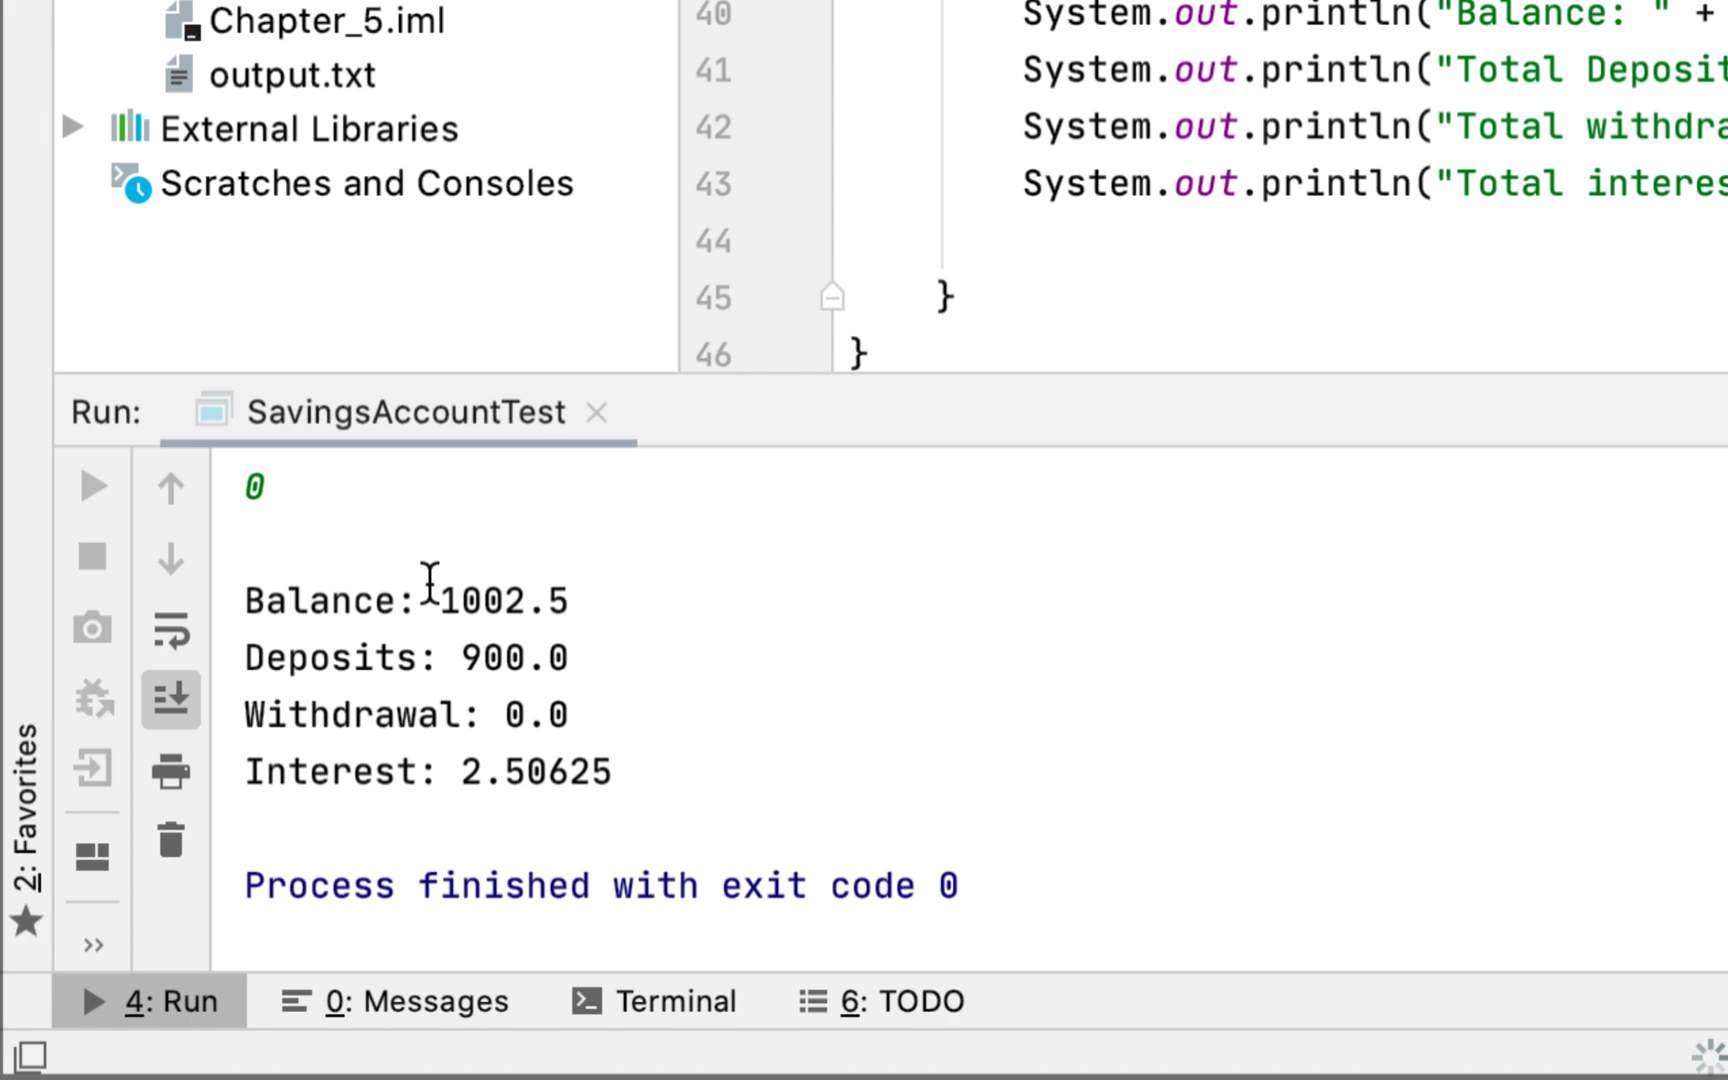 Chapter_5.iml
output.txt
External Libraries
Scratches and Consoles
40 System.out.println("Balance: " +
41 System.out.println("Total Deposit
42 System.out.println("Total withdra
43 System.out.println("Total interes
44
45 }
46 }
Run: SavingsAccountTest
0
Balance: 1002.5
Deposits: 900.0
Withdrawal: 0.0
Interest: 2.50625
Process finished with exit code 0
2: Favorites
4: Run 0: Messages Terminal 6: TODO